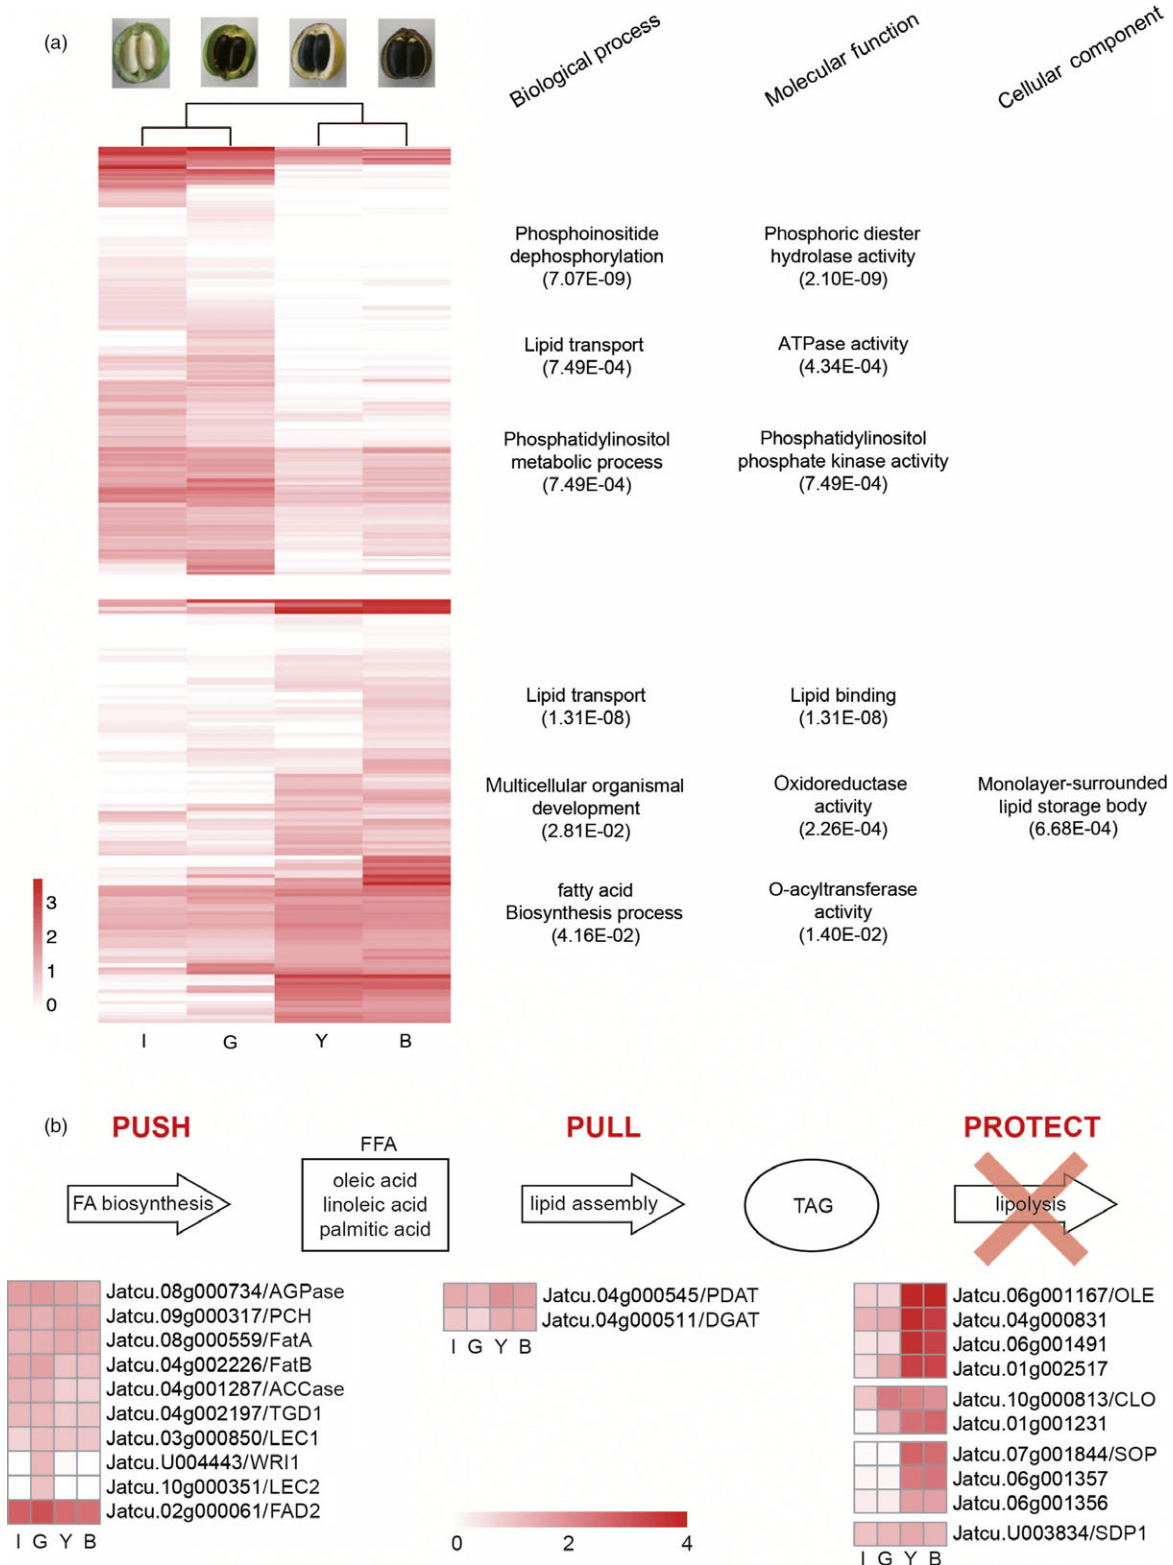 (a)
Biological process
Molecular function
Cellular component
Phosphoinositide
dephosphorylation
(7.07E-09)
Phosphoric diester
hydrolase activity
(2.10E-09)
Lipid transport
(7.49E-04)
ATPase activity
(4.34E-04)
Phosphatidylinositol
metabolic process
(7.49E-04)
Phosphatidylinositol
phosphate kinase activity
(7.49E-04)
Lipid transport
(1.31E-08)
Lipid binding
(1.31E-08)
Multicellular organismal
development
(2.81E-02)
Oxidoreductase
activity
(2.26E-04)
Monolayer-surrounded
lipid storage body
(6.68E-04)
fatty acid
Biosynthesis process
(4.16E-02)
O-acyltransferase
activity
(1.40E-02)
3
2
1
0
I G Y B
(b)
PUSH
PULL
PROTECT
FA biosynthesis
FFA
oleic acid
linoleic acid
palmitic acid
lipid assembly
TAG
lipolysis
Jatcu.08g000734/AGPase
Jatcu.09g000317/PCH
Jatcu.08g000559/FatA
Jatcu.04g002226/FatB
Jatcu.04g001287/ACCase
Jatcu.04g002197/TGD1
Jatcu.03g000850/LEC1
Jatcu.U004443/WRI1
Jatcu.10g000351/LEC2
Jatcu.02g000061/FAD2
I G Y B
Jatcu.04g000545/PDAT
Jatcu.04g000511/DGAT
I G Y B
0 2 4
Jatcu.06g001167/OLE
Jatcu.04g000831
Jatcu.06g001491
Jatcu.01g002517
Jatcu.10g000813/CLO
Jatcu.01g001231
Jatcu.07g001844/SOP
Jatcu.06g001357
Jatcu.06g001356
Jatcu.U003834/SDP1
I G Y B